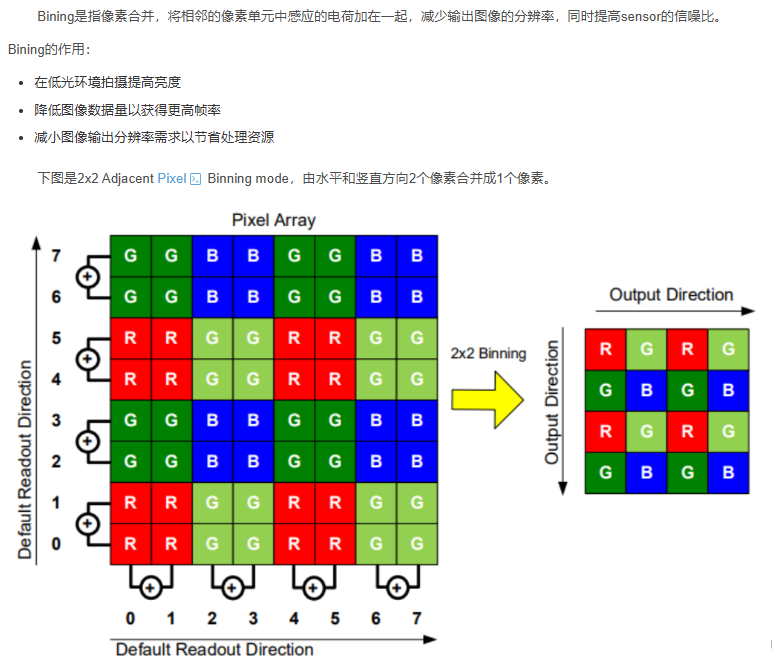 Bining是指像素合并，将相邻的像素单元中感应的电荷加在一起，减少输出图像的分辨率，同时提高sensor的信噪比。
Bining的作用：
在低光环境拍摄提高亮度
降低图像数据量以获得更高帧率
减小图像输出分辨率需求以节省处理资源
下图是2x2 Adjacent Pixel Binning mode，由水平和竖直方向2个像素合并成1个像素。
Pixel Array
7 G G B B G G B B
6 G G B B G G B B
5 R R G G R R G G
4 R R G G R R G G
3 G G B B G G B B
2 G G B B G G B B
1 R R G G R R G G
0 R R G G R R G G
0 1 2 3 4 5 6 7
Default Readout Direction
Default Readout Direction
2x2 Binning
Output Direction
Output Direction
R G R G
G B G B
R G R G
G B G B